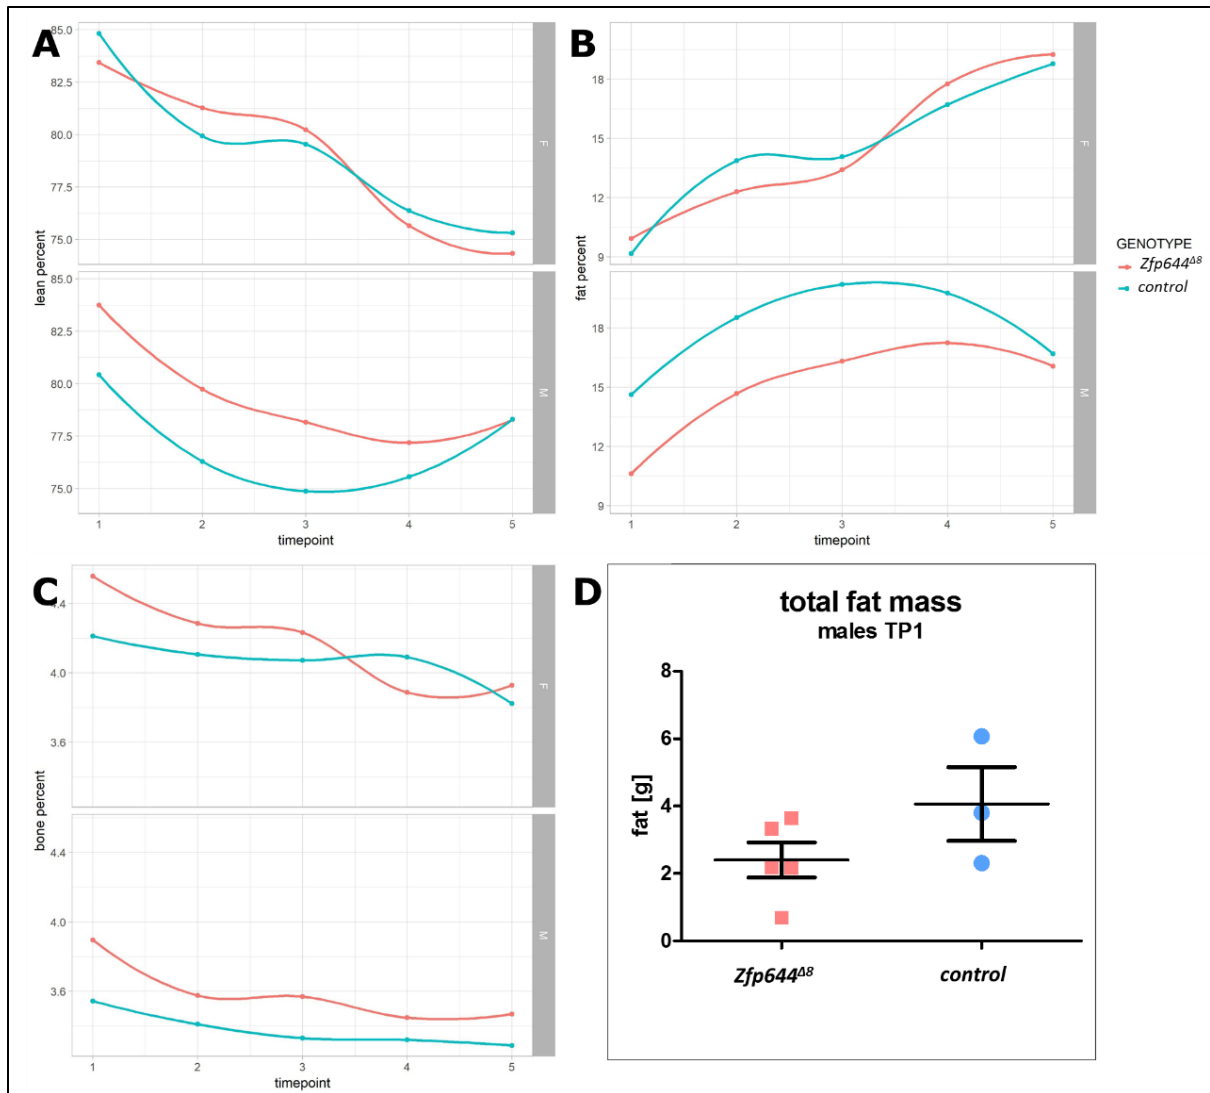 A
85.0
82.5
80.0
77.5
75.0
F
lean percent
85.0
82.5
80.0
77.5
75.0
M
1 2 3 4 5
timepoint
B
18
15
12
9
F
fat percent
18
15
12
9
M
1 2 3 4 5
timepoint
GENOTYPE
Zfp644Δ8
control
C
4.4
4.0
3.6
F
bone percent
4.4
4.0
3.6
M
1 2 3 4 5
timepoint
D
total fat mass
males TP1
8
6
4
2
0
fat [g]
Zfp644Δ8 control